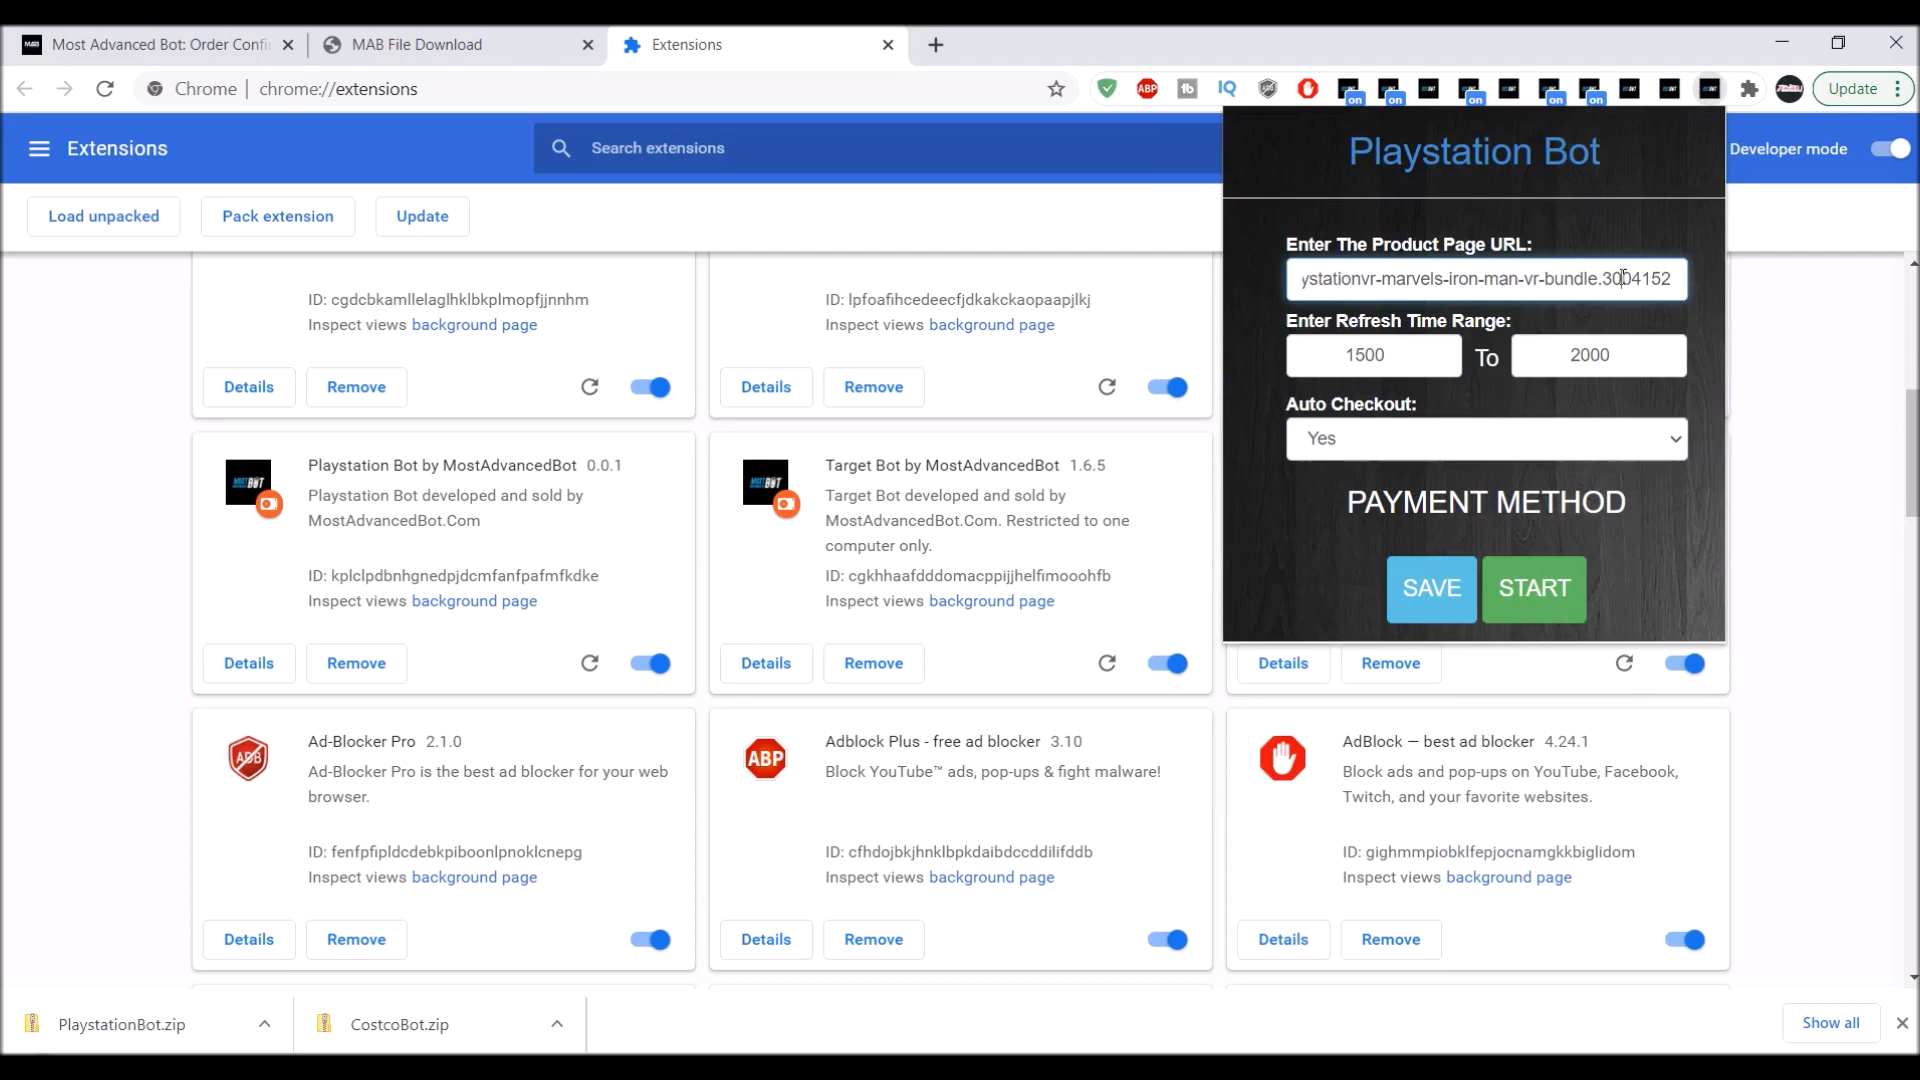 Most Advanced Bot: Order Confi
MAB File Download
Extensions
Chrome | chrome://extensions
Update
Extensions
Search extensions
Developer mode
Load unpacked
Pack extension
Update
ABP
tb
IQ
on
on
on
on
on
Playstation Bot
Enter The Product Page URL:
ystationvr-marvels-iron-man-vr-bundle.3004152
Enter Refresh Time Range:
1500 To 2000
Auto Checkout:
Yes
PAYMENT METHOD
SAVE START
ID: cgdcbkamllelaglhklbkplmopfjjnnhm
Inspect views background page
Details
Remove
ID: lpfoafihcedeecfjdkakckaopaapjlkj
Inspect views background page
Details
Remove
Playstation Bot by MostAdvancedBot 0.0.1
Playstation Bot developed and sold by
MostAdvancedBot.Com
ID: kplclpdbnhgnedpjdcmfanfpafmfkdke
Inspect views background page
Details
Remove
Target Bot by MostAdvancedBot 1.6.5
Target Bot developed and sold by
MostAdvancedBot.Com. Restricted to one
computer only.
ID: cgkhhaafdddomacppijjhelfimooohfb
Inspect views background page
Details
Remove
Details
Remove
ADB
Ad-Blocker Pro 2.1.0
Ad-Blocker Pro is the best ad blocker for your web
browser.
ID: fenfpfipldcdebkpiboonlpnoklcnepg
Inspect views background page
Details
Remove
ABP
Adblock Plus - free ad blocker 3.10
Block YouTube™ ads, pop-ups & fight malware!
ID: cfhdojbkjhnklbpkdaibdccddilifddb
Inspect views background page
Details
Remove
AdBlock — best ad blocker 4.24.1
Block ads and pop-ups on YouTube, Facebook,
Twitch, and your favorite websites.
ID: gighmmpiobklfepjocnamgkkbiglidom
Inspect views background page
Details
Remove
PlaystationBot.zip
CostcoBot.zip
Show all